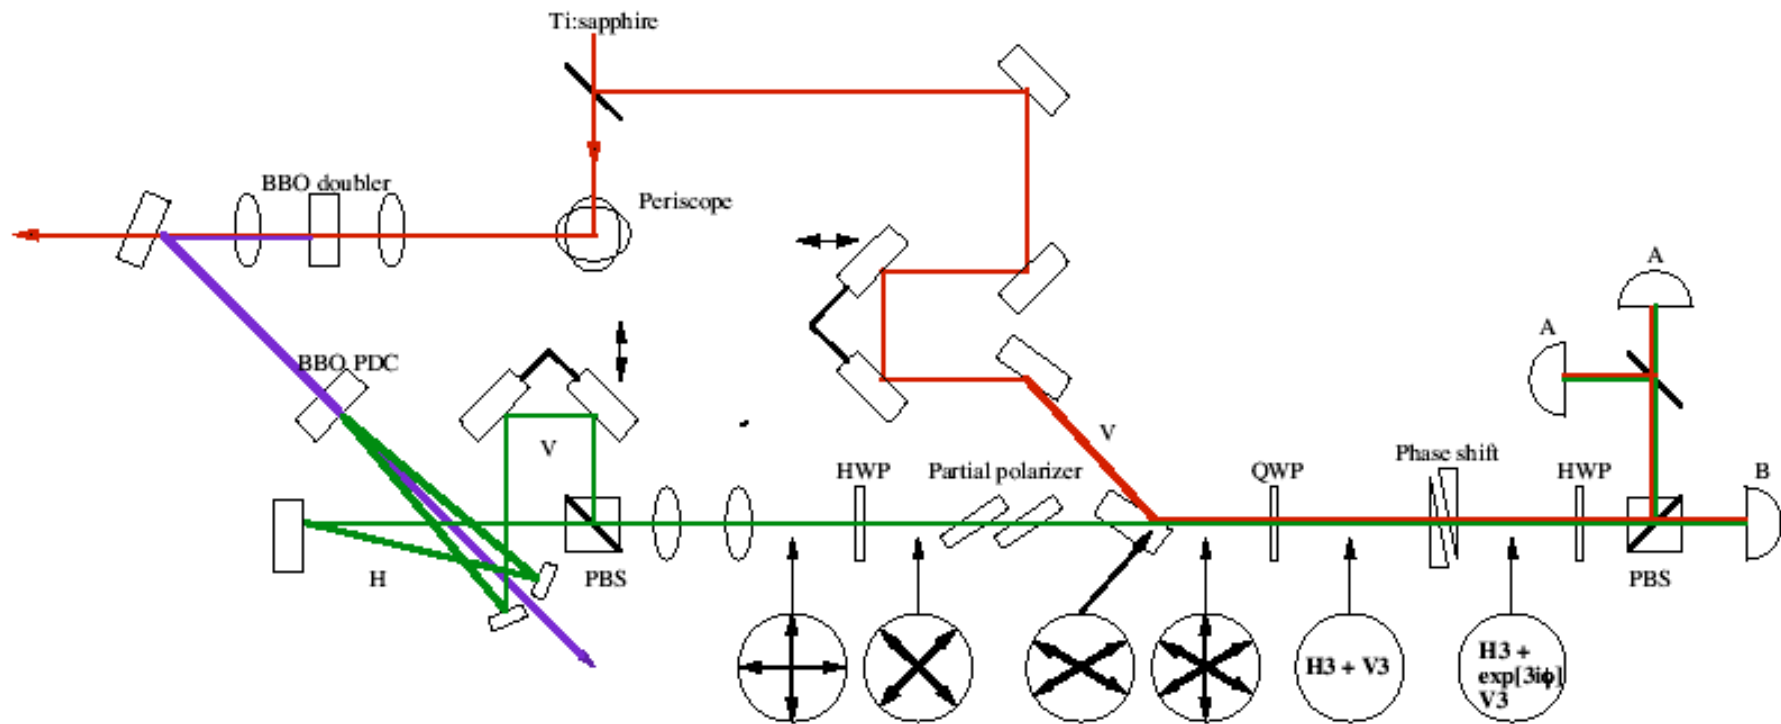 Ti:sapphire
BBO doubler
Periscope
A
A
BBO PDC
V
V
HWP
Partial polarizer
QWP
Phase shift
HWP
B
H
PBS
PBS
H3 + V3
H3 +
exp[3iϕ]
V3